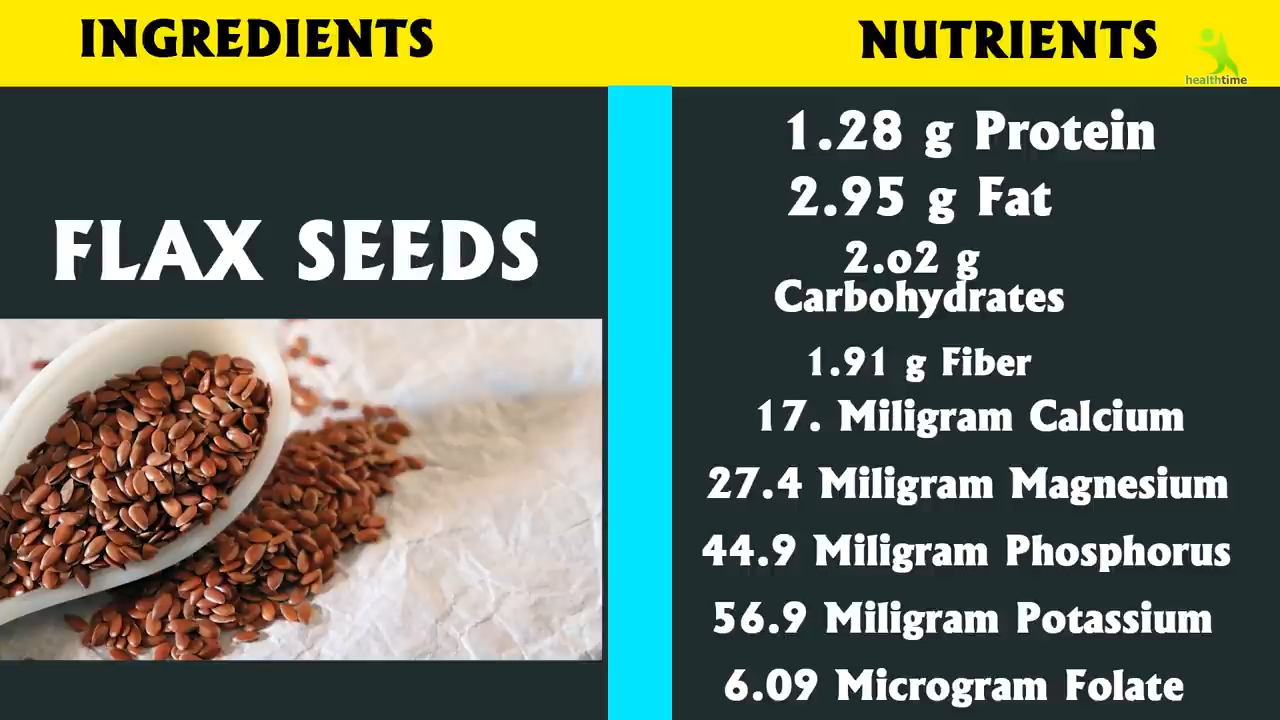 INGREDIENTS
NUTRIENTS
healthtime
FLAX SEEDS
1.28 g Protein
2.95 g Fat
2.o2 g
Carbohydrates
1.91 g Fiber
17. Miligram Calcium
27.4 Miligram Magnesium
44.9 Miligram Phosphorus
56.9 Miligram Potassium
6.09 Microgram Folate